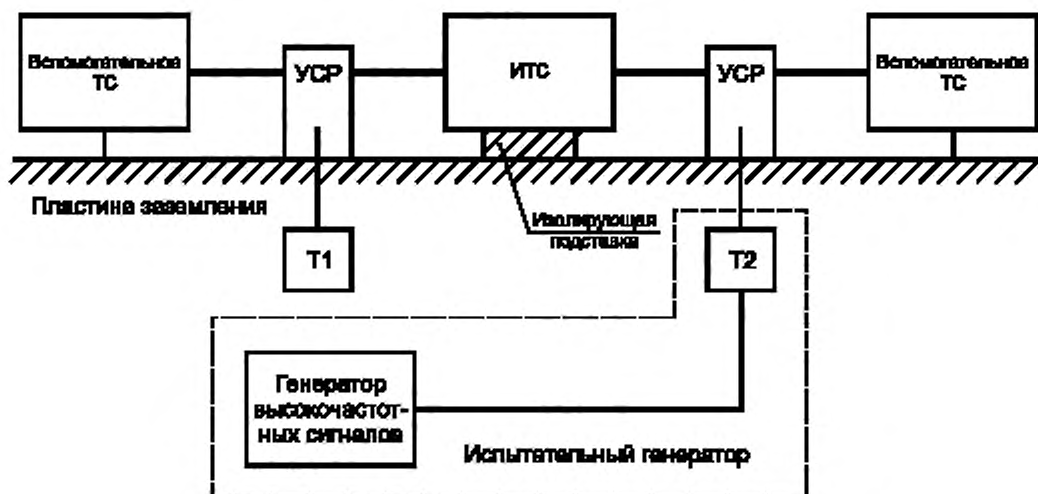 Вспомогательное
ТС
УСР
ИТС
УСР
Вспомогательное
ТС
Пластина заземления
Изолирующая
подставка
Т1
Т2
Генератор
высокочастот-
ных сигналов
Испытательный генератор